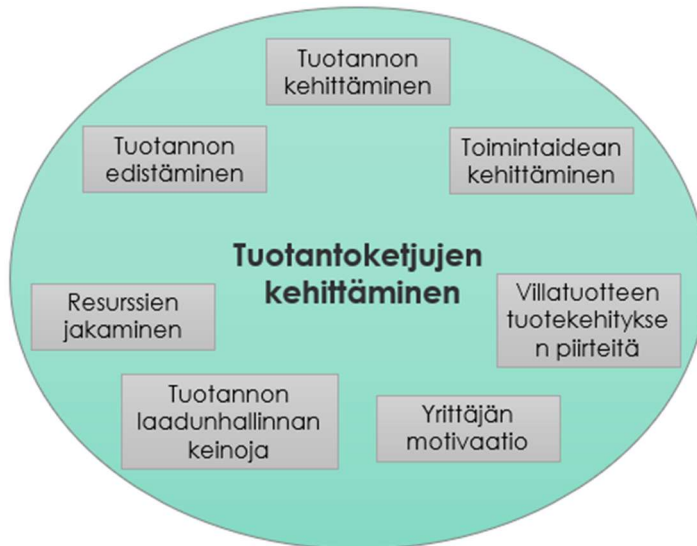 Tuotannon
kehittäminen
Tuotannon
edistäminen
Toimintaidean
kehittäminen
Tuotantoketjujen
kehittäminen
Resurssien
jakaminen
Villatuotteen
tuotekehitykse
n piirteitä
Tuotannon
laadunhallinnan
keinoja
Yrittäjän
motivaatio